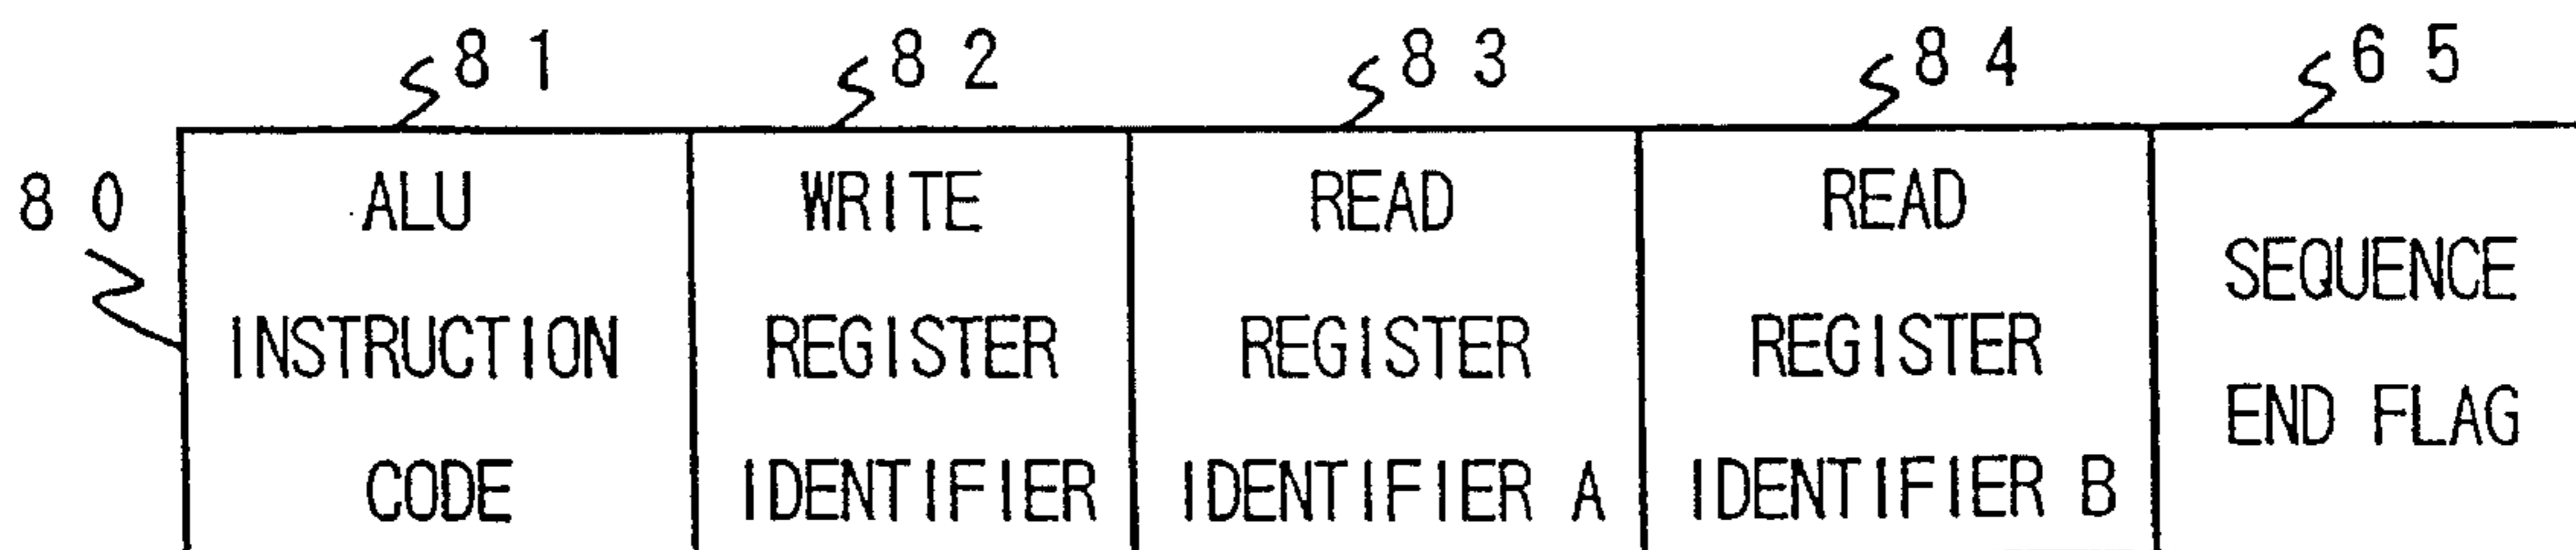 81 82 83 84 65
80
ALU
INSTRUCTION
CODE
WRITE
REGISTER
IDENTIFIER
READ
REGISTER
IDENTIFIER A
READ
REGISTER
IDENTIFIER B
SEQUENCE
END FLAG